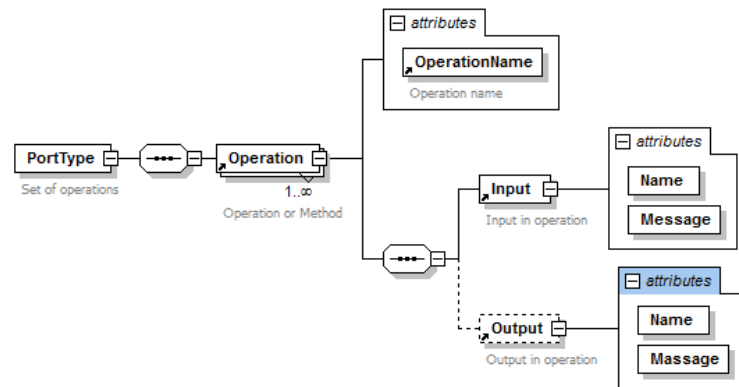 attributes
OperationName
Operation name
PortType
Set of operations
Operation
1..∞
Operation or Method
attributes
Name
Message
Input
Input in operation
attributes
Name
Massage
Output
Output in operation